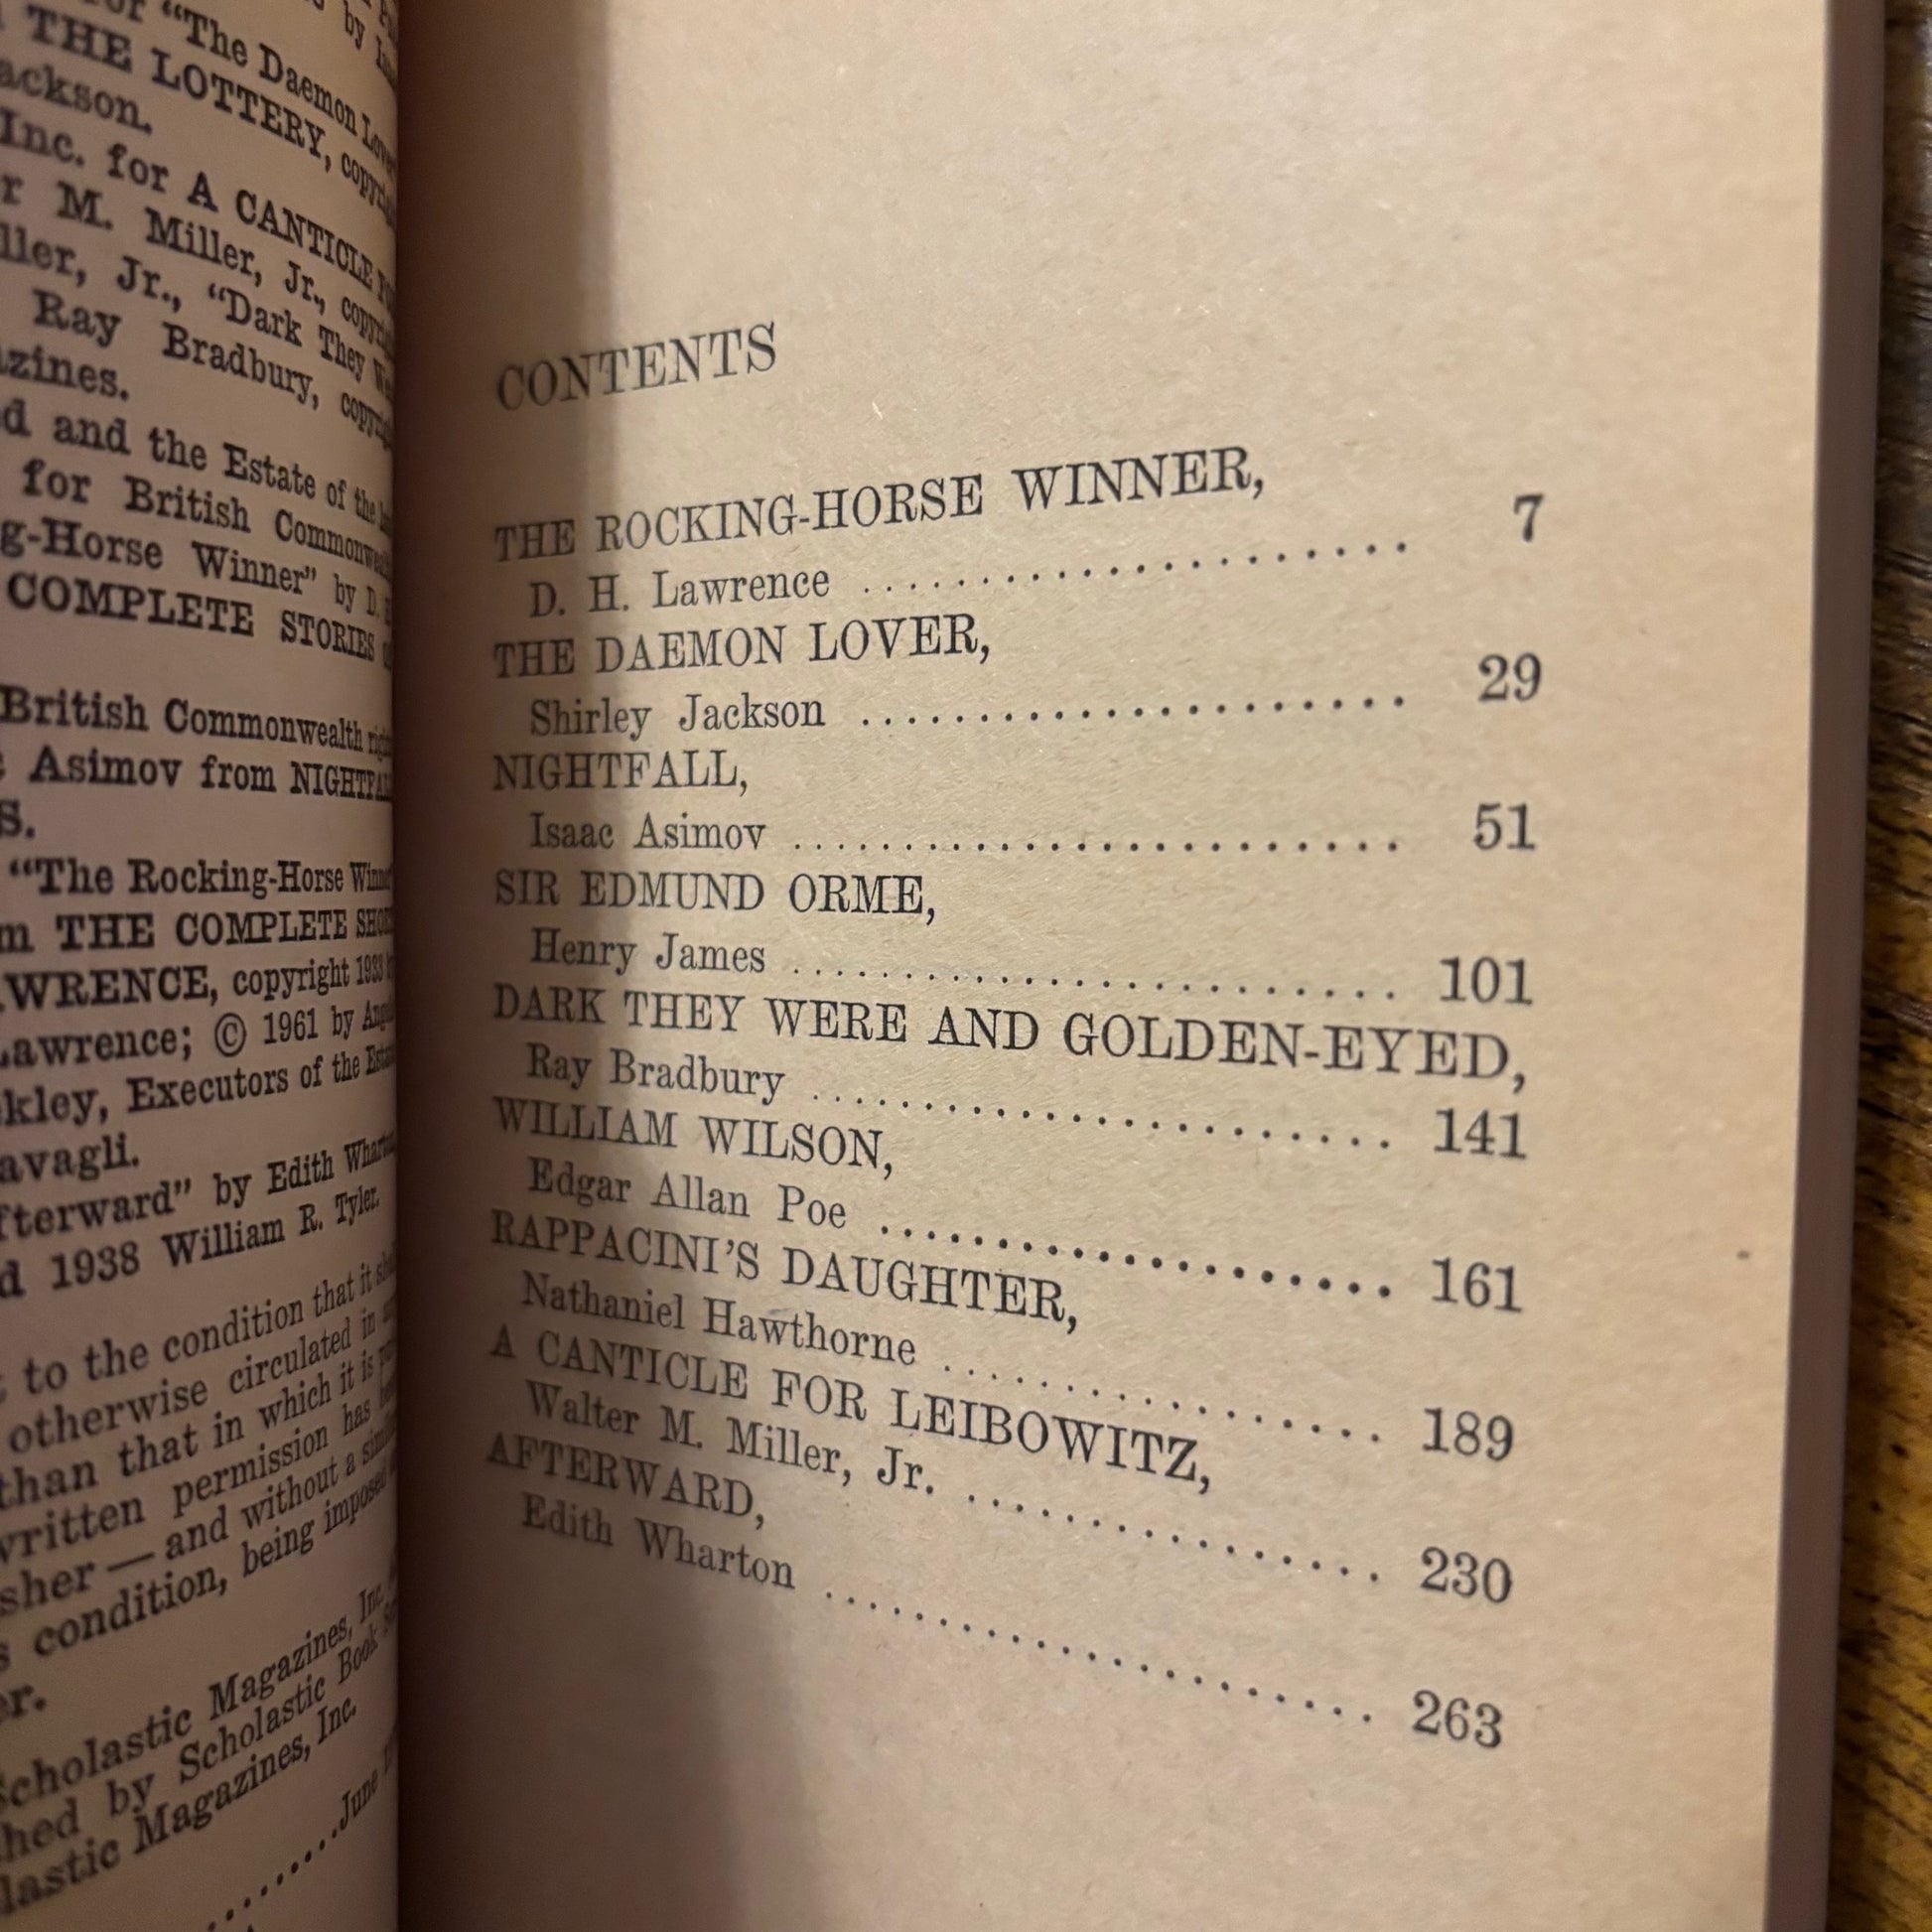 for "The Daemon Lover
THE LOTTERY,
ackson.
Inc. for A CANTICLE
r M. Miller, Jr.,
ller, Jr., "Dark They
Ray Bradbury,
azines.
d and the Estate of the
for British
g-Horse Winner" by D.
COMPLETE STORIES
British Commonwealth
Asimov from
S.
"The Rocking-Horse
m THE COMPLETE
WRENCE, copyright 1933
Lawrence; © 1961 by
kley, Executors of the
avagli.
fterward" by Edith
d 1938 William R. Tyler.
to the condition that it
otherwise circulated in
than that in which it is
written permission has
sher — and without a
s condition, being imposed
er.
Scholastic Magazines, Inc.
hed by Scholastic Book
lastic Magazines, Inc.
..........June
CONTENTS
THE ROCKING-HORSE WINNER,
D. H. Lawrence .................... 7
THE DAEMON LOVER,
Shirley Jackson .................... 29
NIGHTFALL,
Isaac Asimov ....................... 51
SIR EDMUND ORME,
Henry James ....................... 101
DARK THEY WERE AND GOLDEN-EYED,
Ray Bradbury ...................... 141
WILLIAM WILSON,
Edgar Allan Poe .................... 161
RAPPACINI'S DAUGHTER,
Nathaniel Hawthorne ................ 189
A CANTICLE FOR LEIBOWITZ,
Walter M. Miller, Jr. ............... 230
AFTERWARD,
Edith Wharton ..................... 263